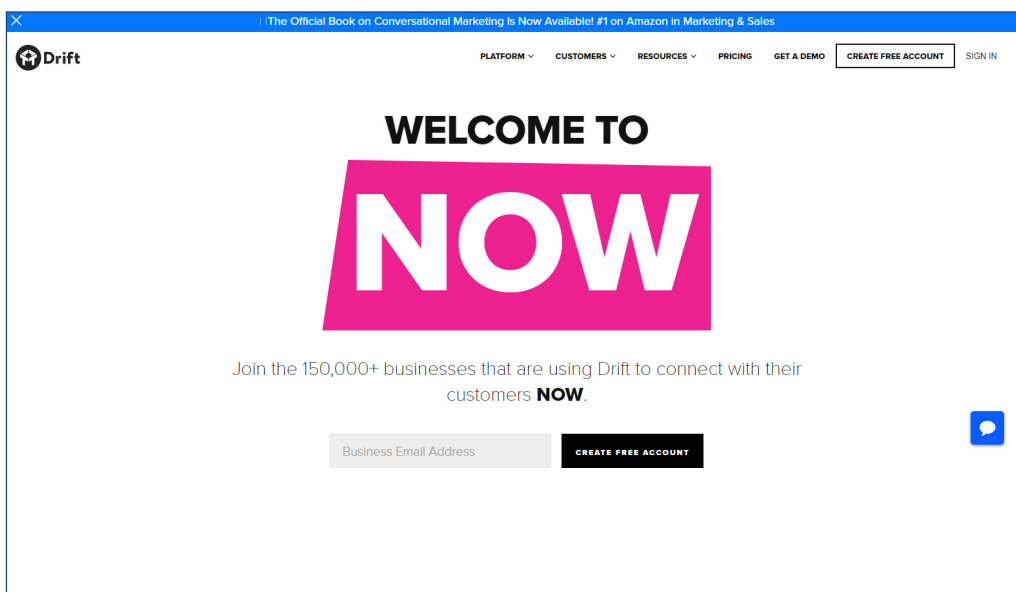 The Official Book on Conversational Marketing Is Now Available! #1 on Amazon in Marketing & Sales
Drift
PLATFORM CUSTOMERS RESOURCES PRICING GET A DEMO CREATE FREE ACCOUNT SIGN IN
WELCOME TO
NOW
Join the 150,000+ businesses that are using Drift to connect with their
customers NOW.
Business Email Address
CREATE FREE ACCOUNT